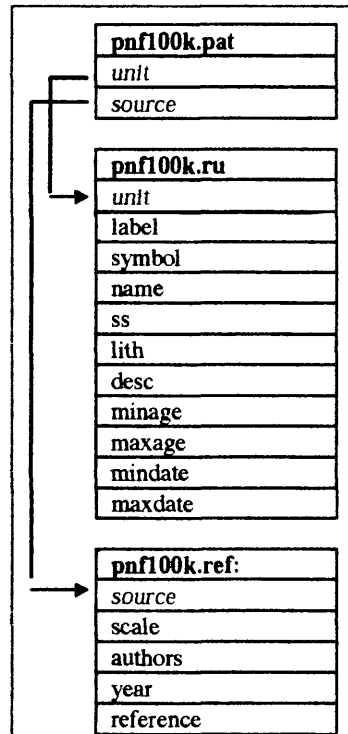 pnf100k.pat
unit
source
pnf100k.ru
unit
label
symbol
name
ss
lith
desc
minage
maxage
mindate
maxdate
pnf100k.ref:
source
scale
authors
year
reference